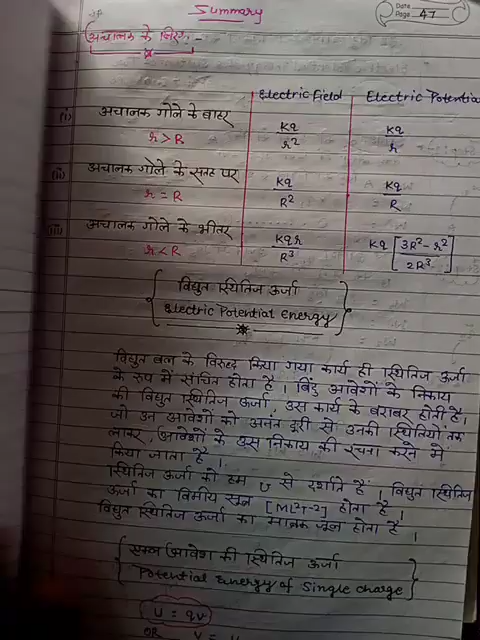 Summary
Date
Page 47
अचालक के लिए:-
Electric Field Electric Potential
(i) अचालक गोले के बाहर Kq/r² Kq/r
r > R
(ii) अचालक गोले के सतह पर Kq/R² Kq/R
r = R
(iii) अचालक गोले के भीतर Kqr/R³ Kq [3R²-r²/2R³]
r < R
विद्युत स्थितिज ऊर्जा
Electric Potential Energy
विद्युत बल के विरुद्ध किया गया कार्य ही स्थितिज ऊर्जा
के रूप में संचित होता है । बिंदु आवेशों के निकाय
की विद्युत स्थितिज ऊर्जा, उस कार्य के बराबर होती है,
जो उन आवेशों को अनंत दूरी से उनकी स्थितियों तक
लाकर, आवेशों के इस निकाय की रचना करने में
किया जाता है ।
स्थितिज ऊर्जा को हम U से दर्शाते हैं । विद्युत स्थितिज
ऊर्जा का विमीय सूत्र [ML²T-2] होता है ।
विद्युत स्थितिज ऊर्जा का मात्रक जूल होता है ।
एकल आवेश की स्थितिज ऊर्जा
Potential Energy of Single charge
U = qV
OR